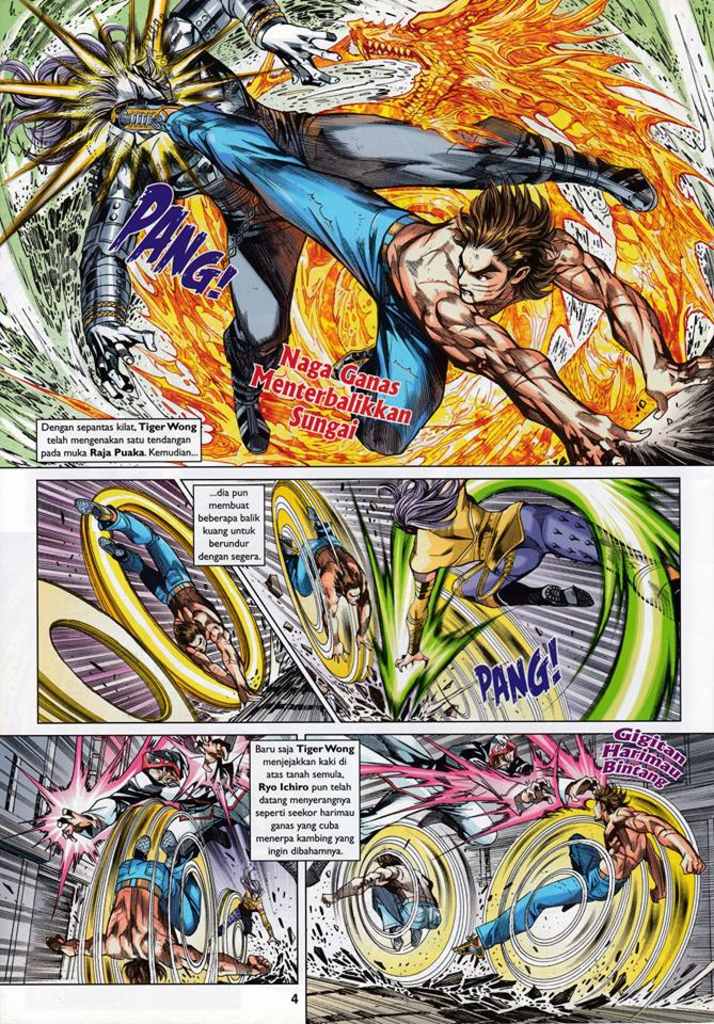 PANG!
Naga Ganas
Menterbalikkan
Sungai
Dengan sepantas kilat, Tiger Wong
telah mengenakan satu tendangan
pada muka Raja Puaka. Kemudian...
...dia pun
membuat
beberapa balik
kuang untuk
berundur
dengan segera.
PANG!
Baru saja Tiger Wong
menjejakkan kaki di
atas tanah semula,
Ryo Ichiro pun telah
datang menyerangnya
seperti seekor harimau
ganas yang cuba
menerpa kambing yang
ingin dibahamnya.
Gigitan
Harimau
Bintang
4